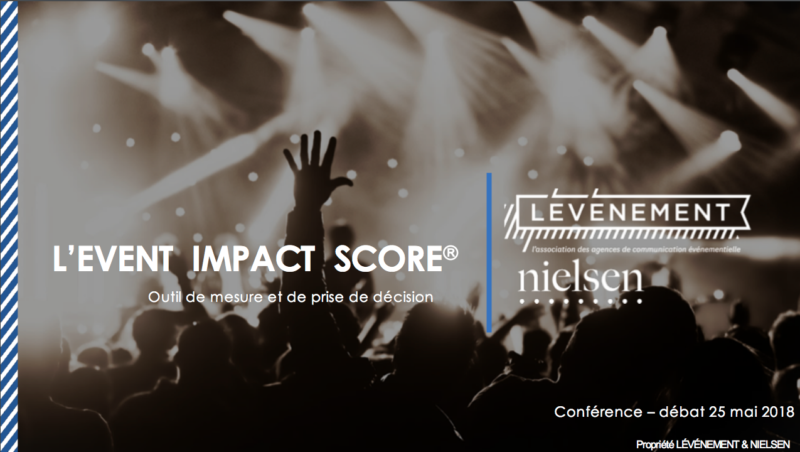 L'EVENT IMPACT SCORE®
Outil de mesure et de prise de décision
LÉVÉNEMENT
l'association des agences de communication événementielle
nielsen
Conférence – débat 25 mai 2018
Propriété LÉVÉNEMENT & NIELSEN